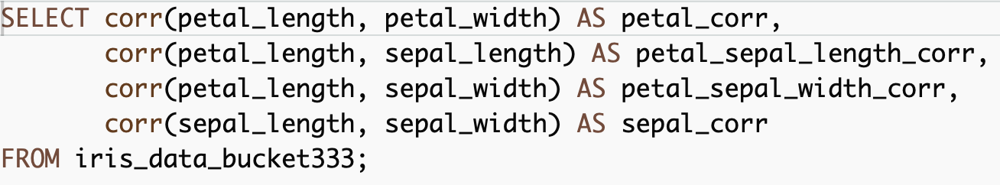 SELECT corr(petal_length, petal_width) AS petal_corr,
       corr(petal_length, sepal_length) AS petal_sepal_length_corr,
       corr(petal_length, sepal_width) AS petal_sepal_width_corr,
       corr(sepal_length, sepal_width) AS sepal_corr
FROM iris_data_bucket333;